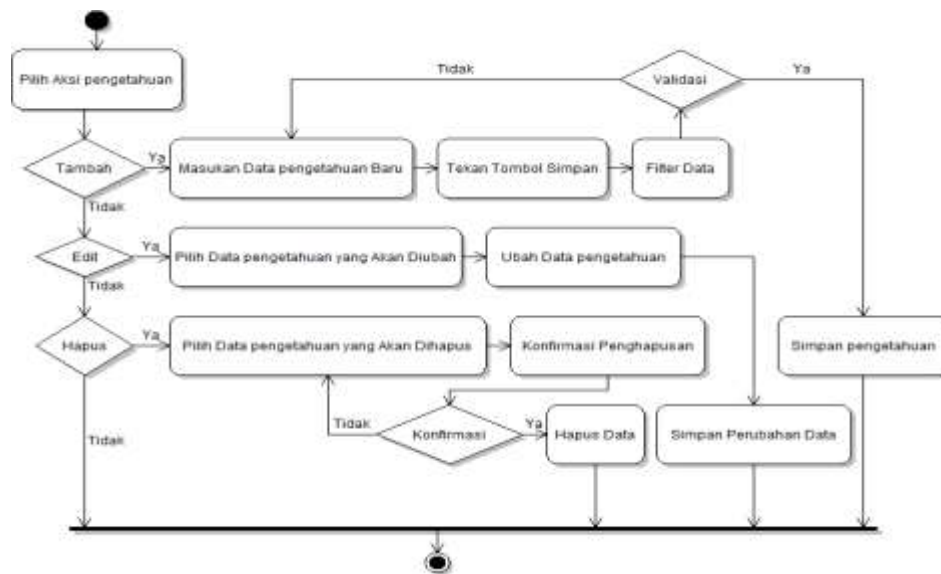 Pilih Aksi pengetahuan
Tidak
Validasi
Ya
Tambah
Ya
Masukan Data pengetahuan Baru
Tekan Tombol Simpan
Filter Data
Tidak
Edit
Ya
Pilih Data pengetahuan yang Akan Diubah
Ubah Data pengetahuan
Tidak
Hapus
Ya
Pilih Data pengetahuan yang Akan Dihapus
Konfirmasi Penghapusan
Simpan pengetahuan
Tidak
Tidak
Konfirmasi
Ya
Hapus Data
Simpan Perubahan Data